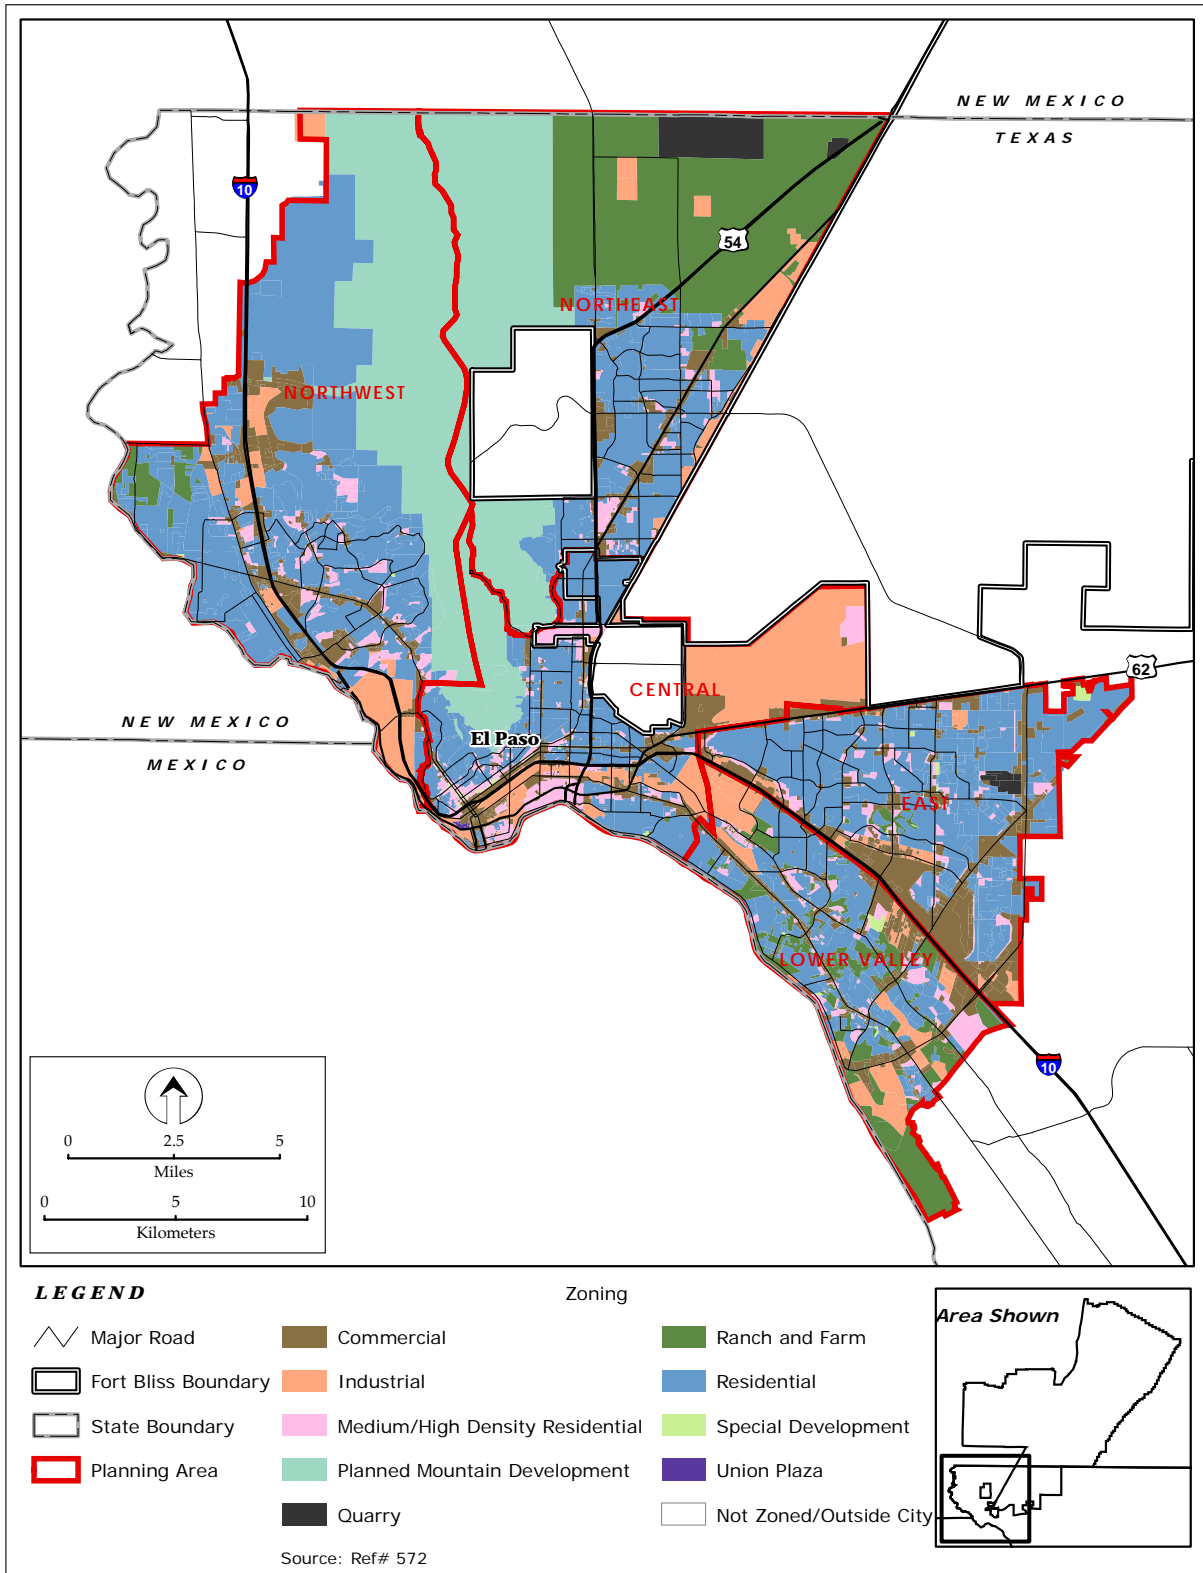 NEW MEXICO
TEXAS
10
54
NORTHEAST
NORTHWEST
62
CENTRAL
NEW MEXICO
MEXICO
El Paso
EAST
LOWER VALLEY
10
0 2.5 5
Miles
0 5 10
Kilometers
LEGEND
Zoning
Area Shown
Major Road
Commercial
Ranch and Farm
Fort Bliss Boundary
Industrial
Residential
State Boundary
Medium/High Density Residential
Special Development
Planning Area
Planned Mountain Development
Union Plaza
Quarry
Not Zoned/Outside City
Source: Ref# 572